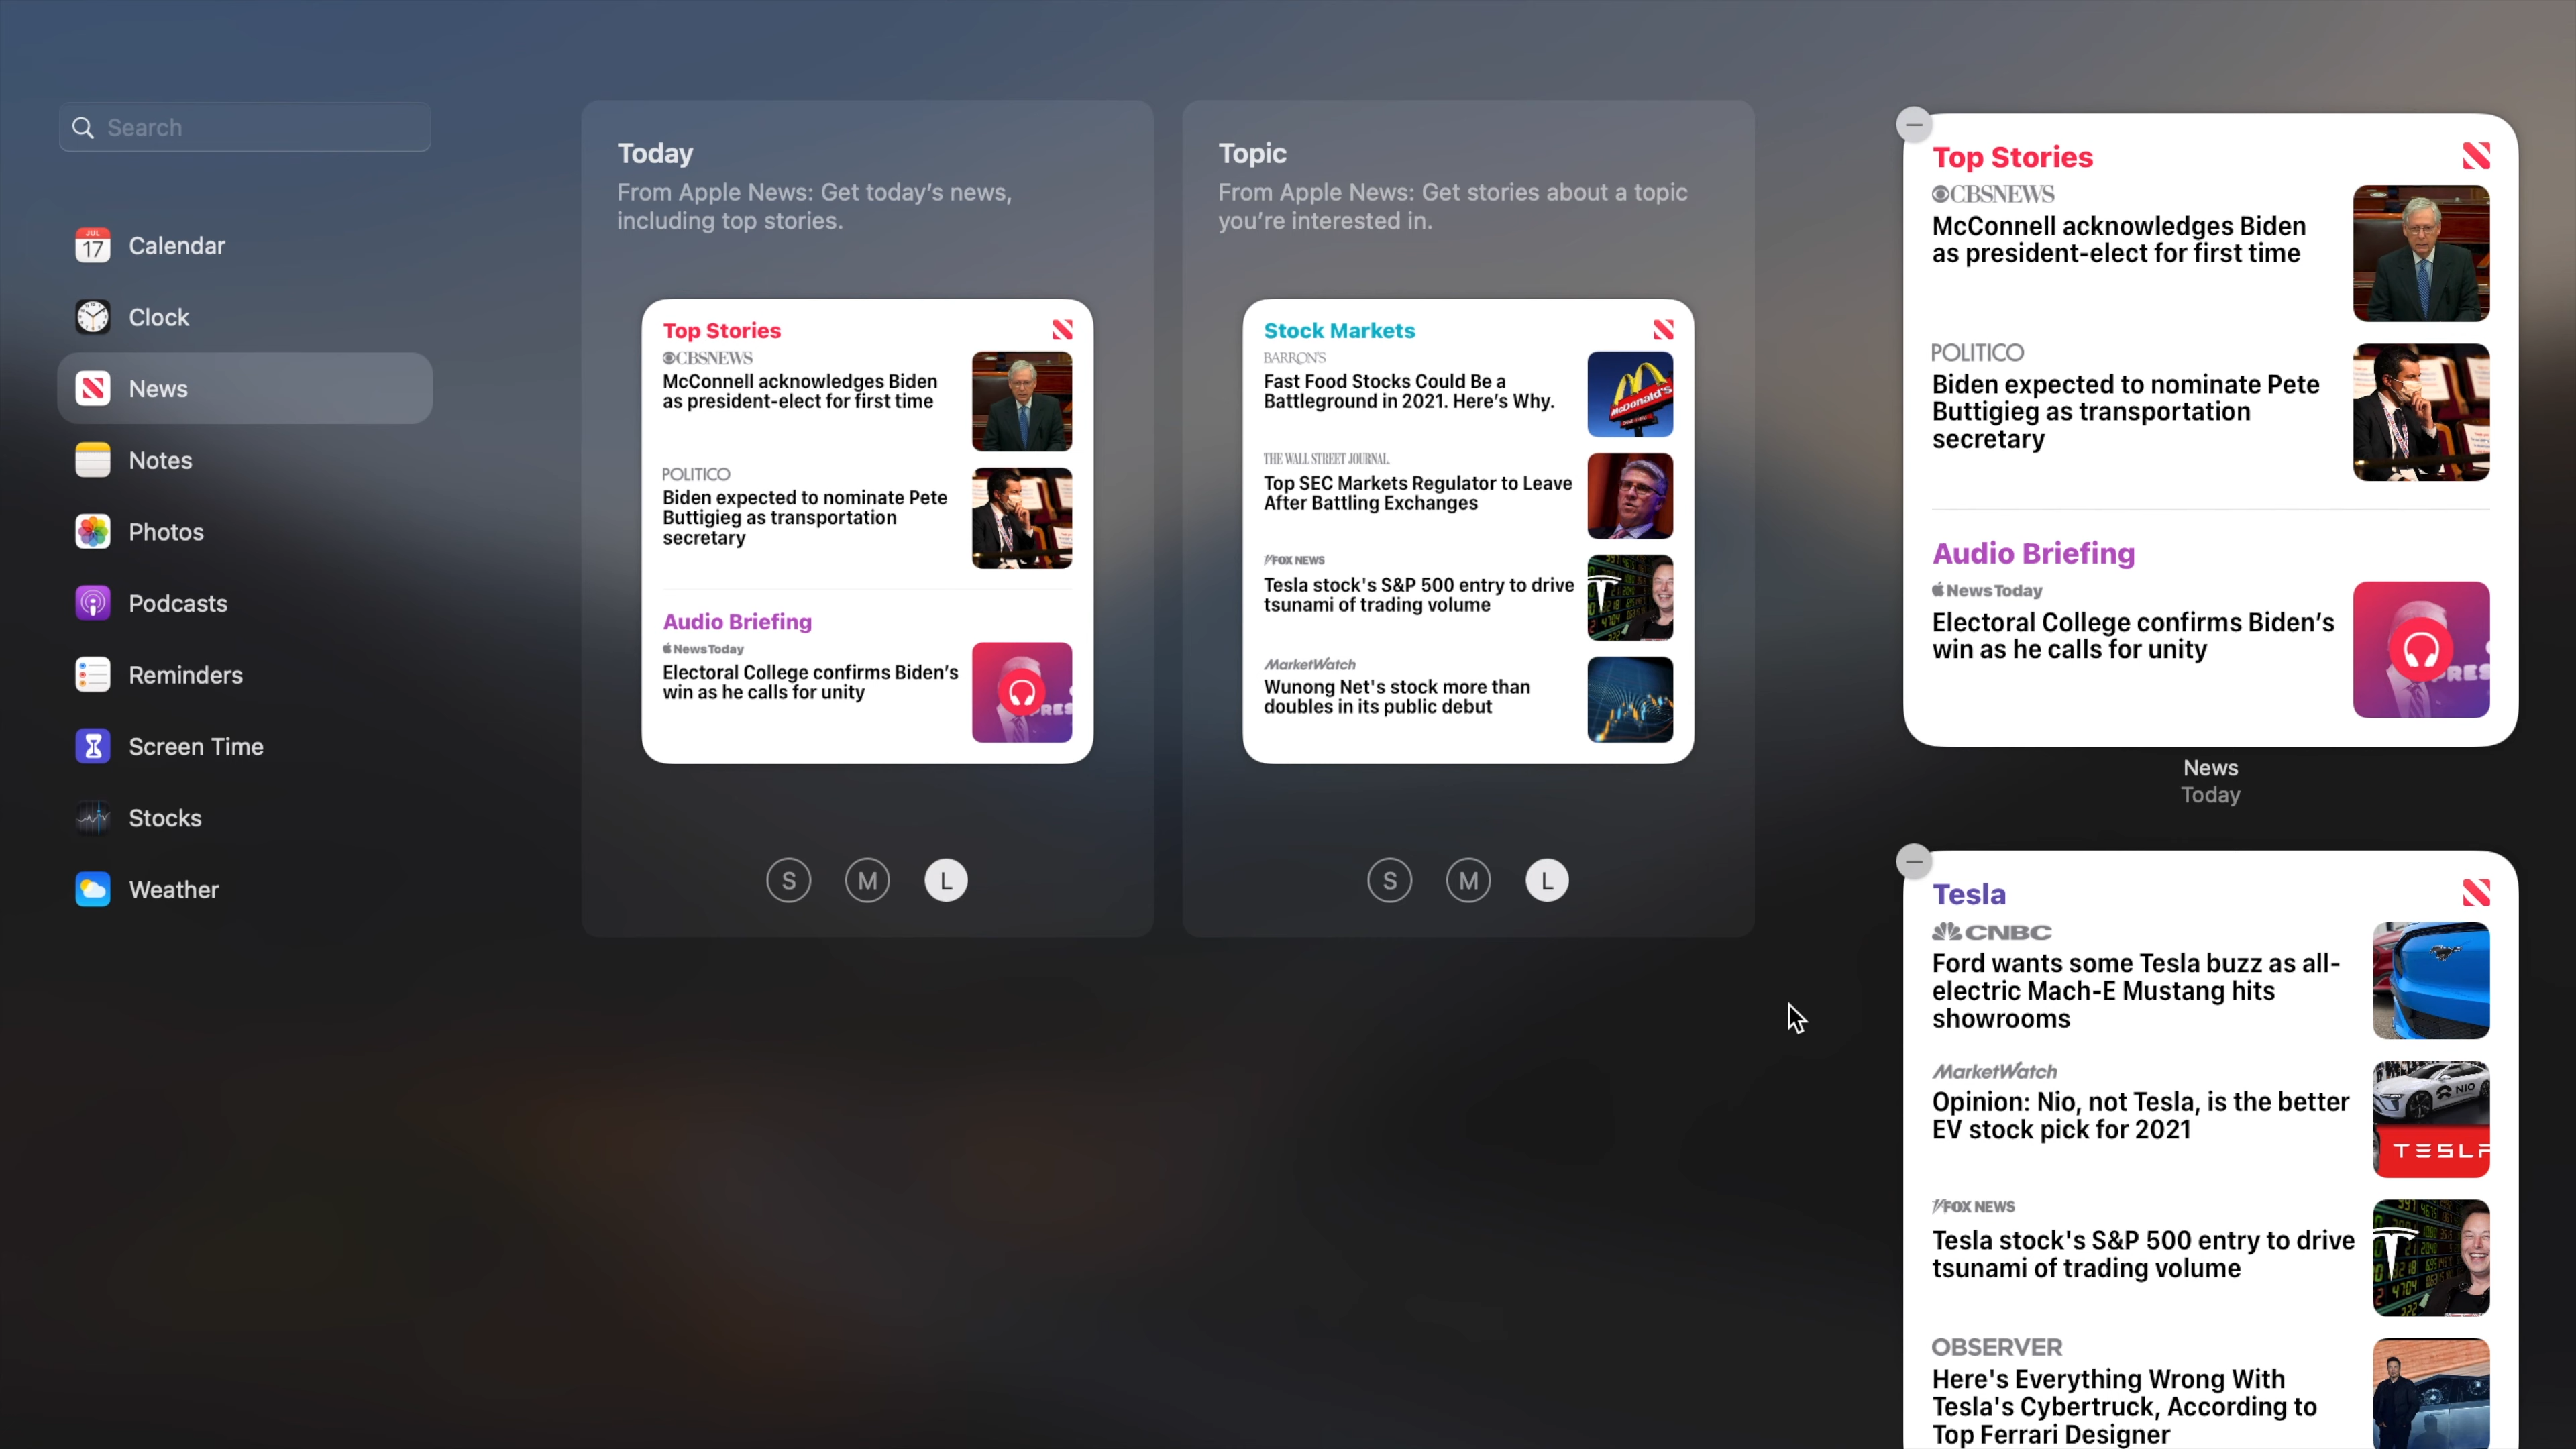 Search
JUL
17
Calendar
Clock
News
Notes
Photos
Podcasts
Reminders
Screen Time
Stocks
Weather
Today
From Apple News: Get today's news,
including top stories.
Top Stories
CBSNEWS
McConnell acknowledges Biden
as president-elect for first time
POLITICO
Biden expected to nominate Pete
Buttigieg as transportation
secretary
Audio Briefing
News Today
Electoral College confirms Biden's
win as he calls for unity
PRES
S
M
L
Topic
From Apple News: Get stories about a topic
you're interested in.
Stock Markets
BARRON'S
Fast Food Stocks Could Be a
Battleground in 2021. Here's Why.
McDonald's
THE WALL STREET JOURNAL
Top SEC Markets Regulator to Leave
After Battling Exchanges
FOX NEWS
Tesla stock's S&P 500 entry to drive
tsunami of trading volume
MarketWatch
Wunong Net's stock more than
doubles in its public debut
S
M
L
Top Stories
CBSNEWS
McConnell acknowledges Biden
as president-elect for first time
POLITICO
Biden expected to nominate Pete
Buttigieg as transportation
secretary
Audio Briefing
News Today
Electoral College confirms Biden's
win as he calls for unity
PRES
News
Today
Tesla
CNBC
Ford wants some Tesla buzz as all-
electric Mach-E Mustang hits
showrooms
MarketWatch
Opinion: Nio, not Tesla, is the better
EV stock pick for 2021
NIO
TESLA
FOX NEWS
Tesla stock's S&P 500 entry to drive
tsunami of trading volume
OBSERVER
Here's Everything Wrong With
Tesla's Cybertruck, According to
Top Ferrari Designer